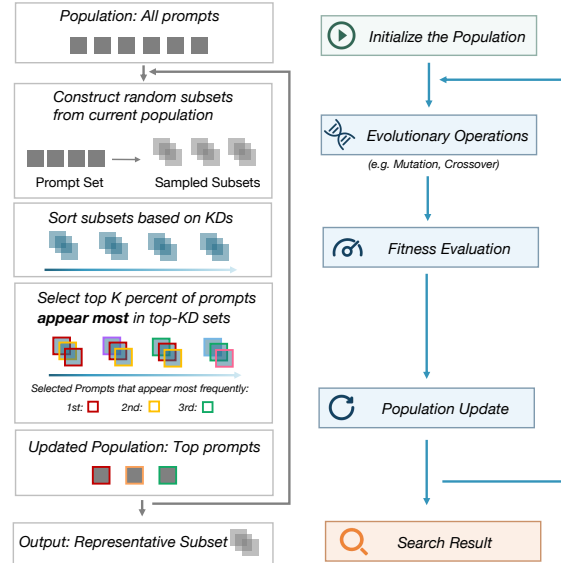 Population: All prompts
Construct random subsets
from current population
Prompt Set
Sampled Subsets
Sort subsets based on KDs
Select top K percent of prompts
appear most in top-KD sets
Selected Prompts that appear most frequently:
1st:
2nd:
3rd:
Updated Population: Top prompts
Output: Representative Subset
Initialize the Population
Evolutionary Operations
(e.g. Mutation, Crossover)
Fitness Evaluation
Population Update
Search Result